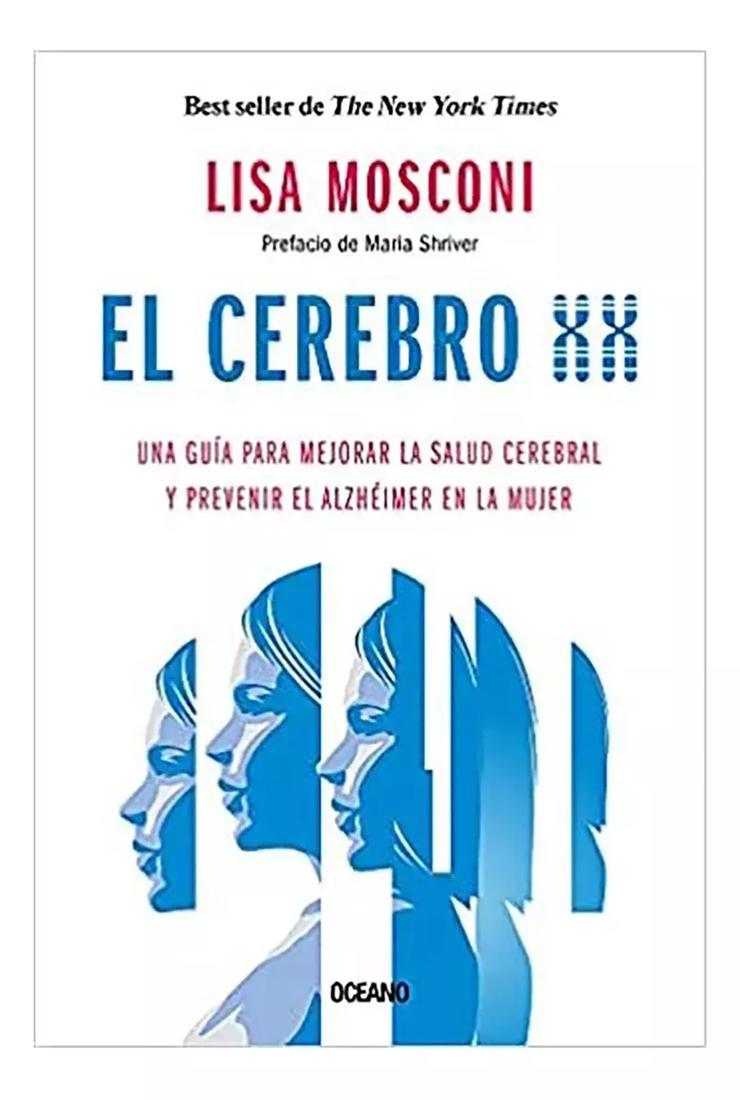 Best seller de The New York Times
LISA MOSCONI
Prefacio de Maria Shriver
EL CEREBRO XX
UNA GUÍA PARA MEJORAR LA SALUD CEREBRAL
Y PREVENIR EL ALZHÉIMER EN LA MUJER
OCEANO